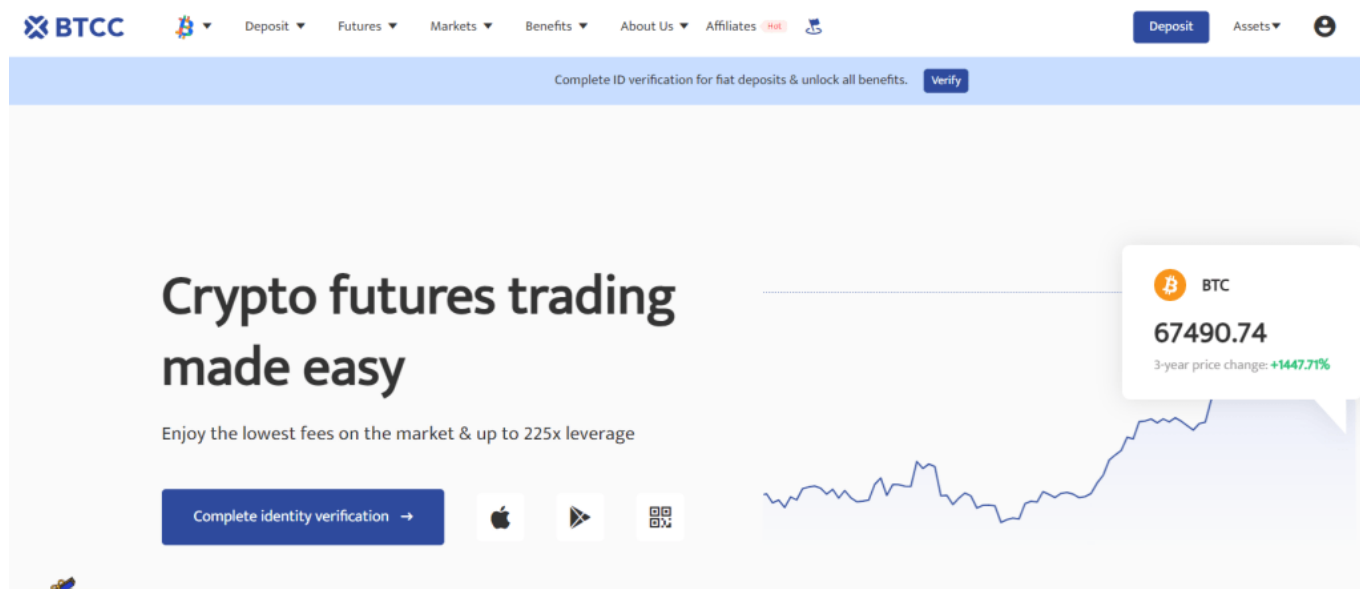 BTCC
Deposit Futures Markets Benefits About Us Affiliates Hot Deposit Assets
Complete ID verification for fiat deposits & unlock all benefits. Verify
Crypto futures trading
made easy
Enjoy the lowest fees on the market & up to 225x leverage
Complete identity verification →
BTC
67490.74
3-year price change: +1447.71%